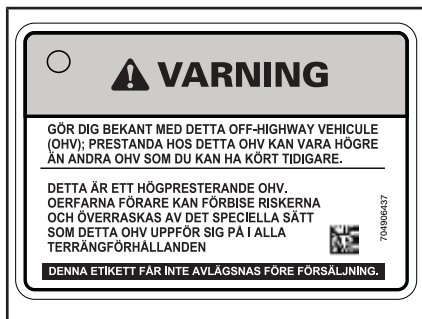 VARNING
GÖR DIG BEKANT MED DETTA OFF-HIGHWAY VEHICULE
(OHV); PRESTANDA HOS DETTA OHV KAN VARA HÖGRE
ÄN ANDRA OHV SOM DU KAN HA KÖRT TIDIGARE.
DETTA ÄR ETT HÖGPRESTERANDE OHV.
OERFARNA FÖRARE KAN FÖRBISE RISKERNA
OCH ÖVERRASKAS AV DET SPECIELLA SÄTT
SOM DETTA OHV UPPFÖR SIG PÅ I ALLA
TERRÄNGFÖRHÅLLANDEN
704906437
DENNA ETIKETT FÅR INTE AVLÄGSNAS FÖRE FÖRSÄLJNING.